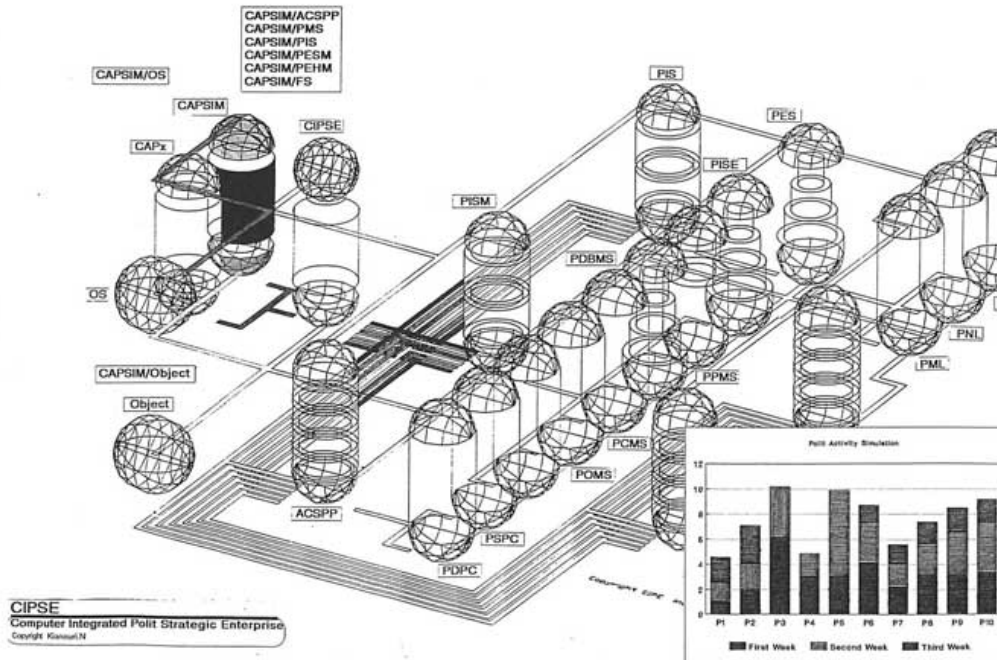 CAPSIM/ACSPP
CAPSIM/PMS
CAPSIM/PIS
CAPSIM/PESM
CAPSIM/PEHM
CAPSIM/FS
CAPSIM/OS
CAPSIM
CAPx
CIPSE
PIS
PES
PISE
PISM
PDBMS
OS
PNL
PML
CAPSIM/Object
PPMS
Object
PCMS
POMS
ACSPP
PSPC
PDPC
Polit Activity Simulation
12
10
8
6
4
2
0
P1 P2 P3 P4 P5 P6 P7 P8 P9 P10
First Week Second Week Third Week
CIPSE
Computer Integrated Polit Strategic Enterprise
Copyright Kianouri.N